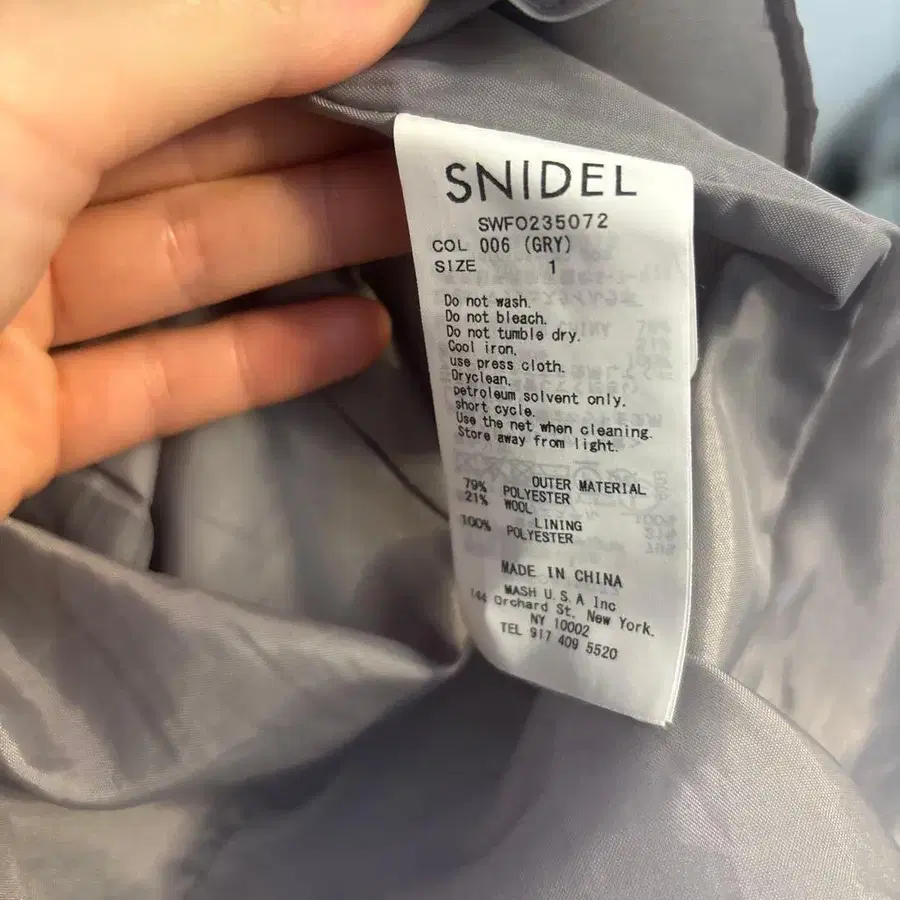 SNIDEL
SWFO235072
COL 006 (GRY)
SIZE 1
Do not wash.
Do not bleach.
Do not tumble dry.
Cool iron.
use press cloth.
Dryclean.
petroleum solvent only.
short cycle.
Use the net when cleaning.
Store away from light.
OUTER MATERIAL
79% POLYESTER
21% WOOL
LINING
100% POLYESTER
MADE IN CHINA
MASH U.S.A Inc
144 Orchard St. New York.
NY 10002
TEL 917 409 5520